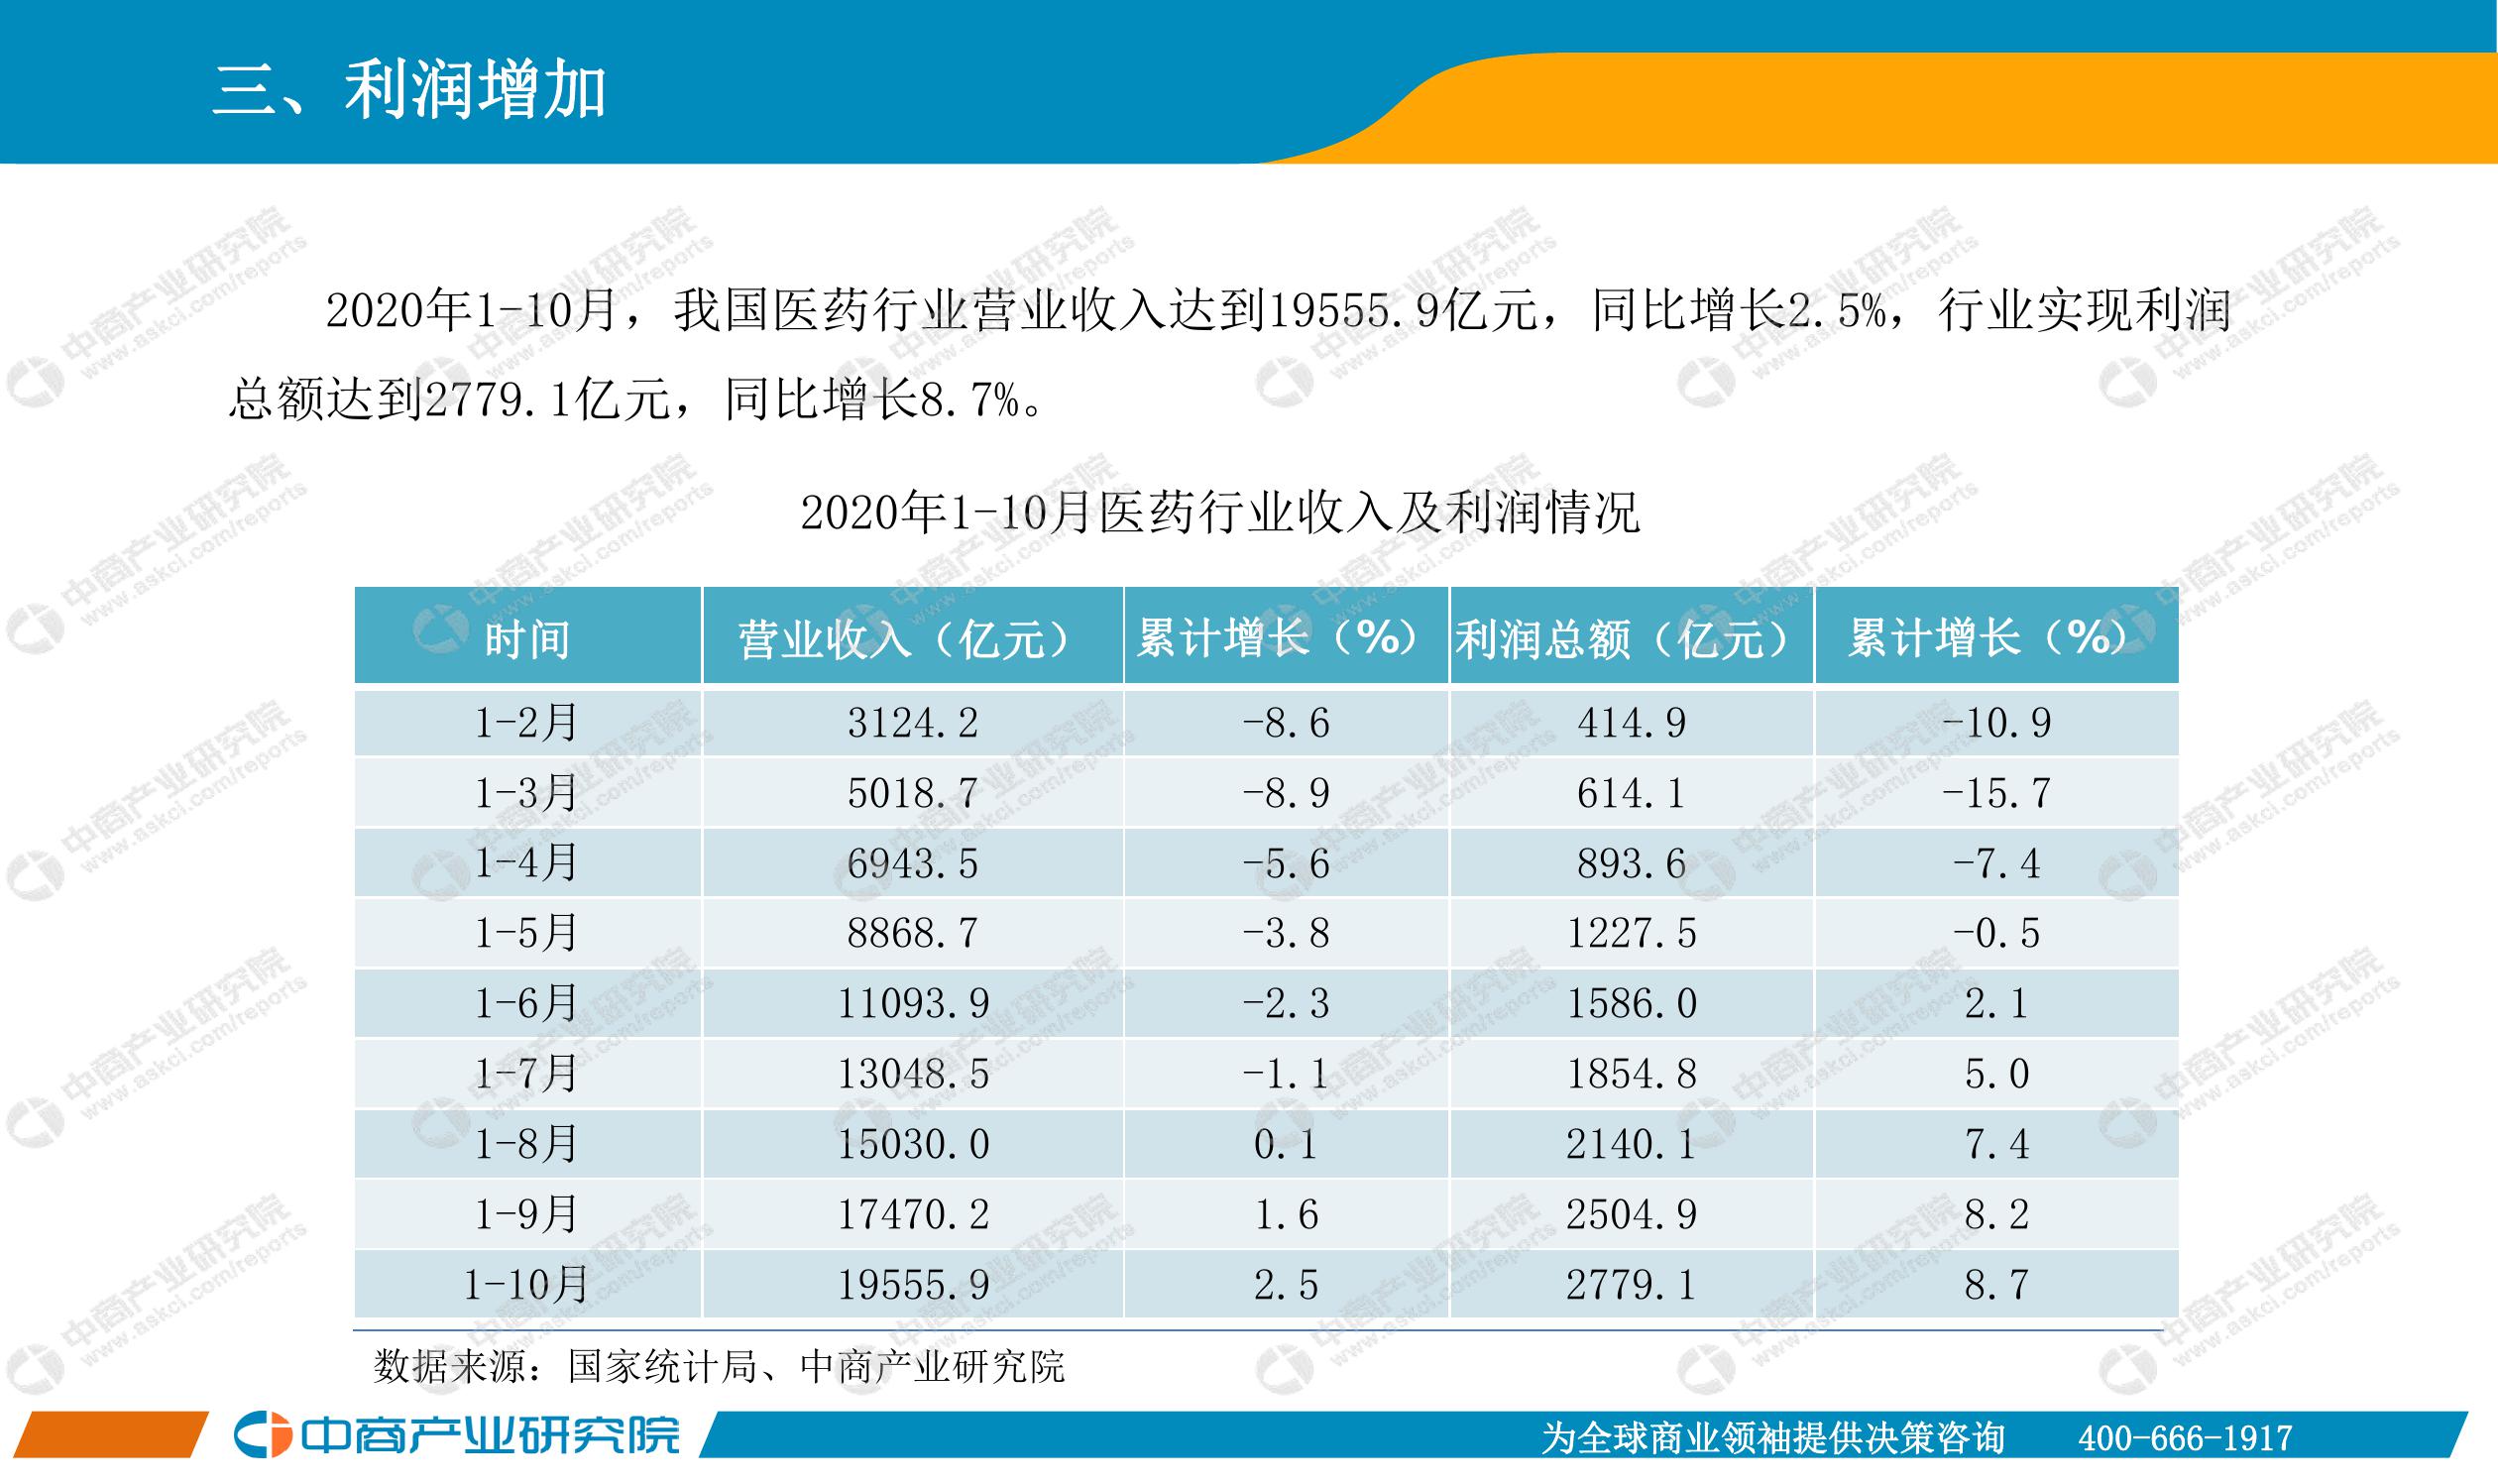 三、利润增加
2020年1-10月，我国医药行业营业收入达到19555.9亿元，同比增长2.5%，行业实现利润
总额达到2779.1亿元，同比增长8.7%。
2020年1-10月医药行业收入及利润情况
时间 营业收入（亿元） 累计增长（%） 利润总额（亿元） 累计增长（%）
1-2月 3124.2 -8.6 414.9 -10.9
1-3月 5018.7 -8.9 614.1 -15.7
1-4月 6943.5 -5.6 893.6 -7.4
1-5月 8868.7 -3.8 1227.5 -0.5
1-6月 11093.9 -2.3 1586.0 2.1
1-7月 13048.5 -1.1 1854.8 5.0
1-8月 15030.0 0.1 2140.1 7.4
1-9月 17470.2 1.6 2504.9 8.2
1-10月 19555.9 2.5 2779.1 8.7
数据来源：国家统计局、中商产业研究院
中商产业研究院 为全球商业领袖提供决策咨询 400-666-1917
中商产业研究院
www.askci.com/reports